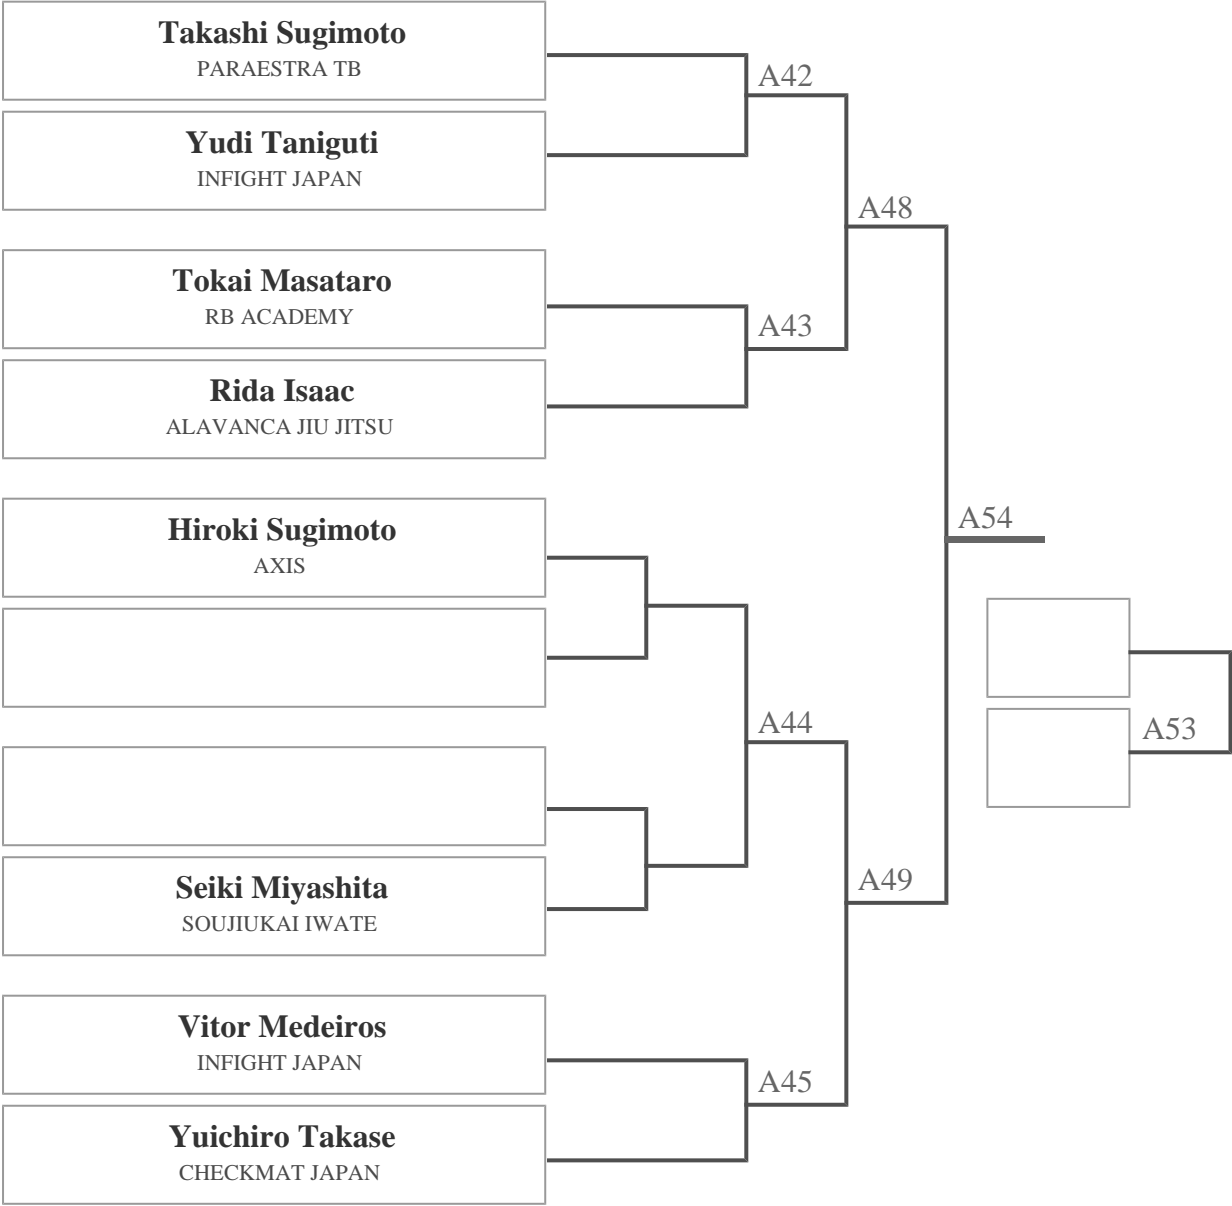 Takashi Sugimoto
PARAESTRA TB
A42
Yudi Taniguti
INFIGHT JAPAN
A48
Tokai Masataro
RB ACADEMY
A43
Rida Isaac
ALAVANCA JIU JITSU
Hiroki Sugimoto
AXIS
A54
A44
A53
Seiki Miyashita
SOUJIUKAI IWATE
A49
Vitor Medeiros
INFIGHT JAPAN
A45
Yuichiro Takase
CHECKMAT JAPAN